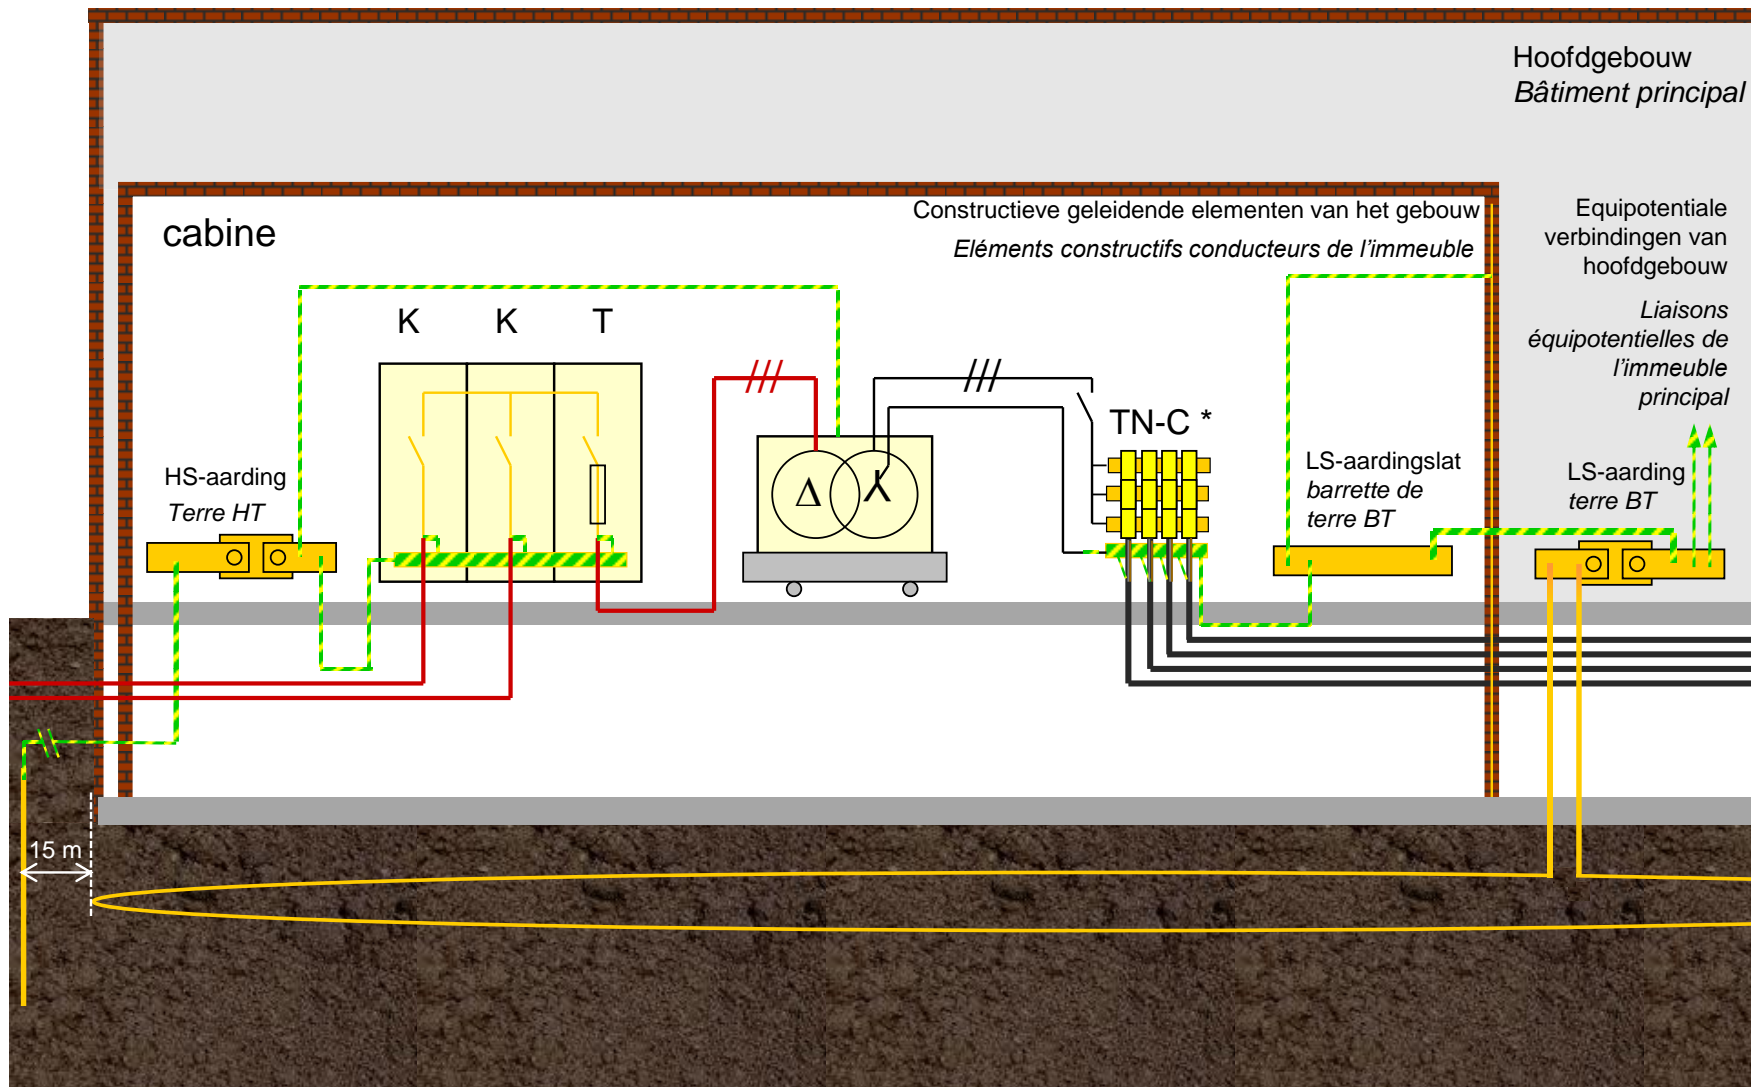 Hoofdgebouw
Bâtiment principal
cabine
Constructieve geleidende elementen van het gebouw
Eléments constructifs conducteurs de l'immeuble
Equipotentiale
verbindingen van
hoofdgebouw
Liaisons
équipotentielles de
l'immeuble
principal
K K T
TN-C *
HS-aarding
Terre HT
Δ
LS-aardingslat
barrette de
terre BT
LS-aarding
terre BT
15 m